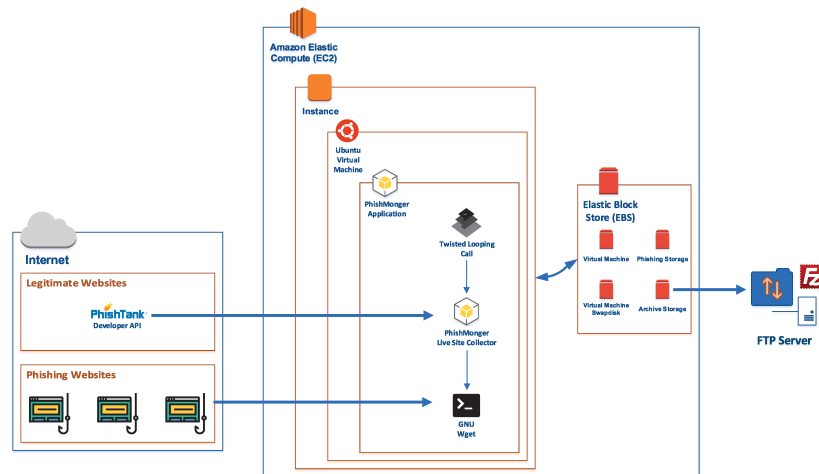 Amazon Elastic
Compute (EC2)
Instance
Ubuntu
Virtual
Machine
PhishMonger
Application
Twisted Looping
Call
PhishMonger
Live Site Collector
>_
GNU
Wget
Internet
Legitimate Websites
PhishTank
Developer API
Phishing Websites
Elastic Block
Store (EBS)
Virtual Machine
Phishing Storage
Virtual Machine
Swapdisk
Archive Storage
FZ
FTP Server